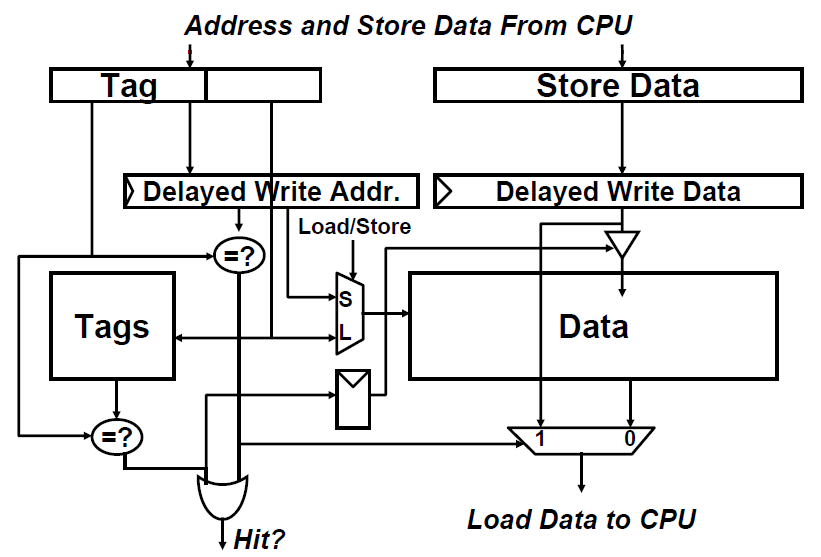 Address and Store Data From CPU
Tag
Store Data
Delayed Write Addr.
Delayed Write Data
Load/Store
=?
S
Tags
L
Data
=?
1
0
Load Data to CPU
Hit?